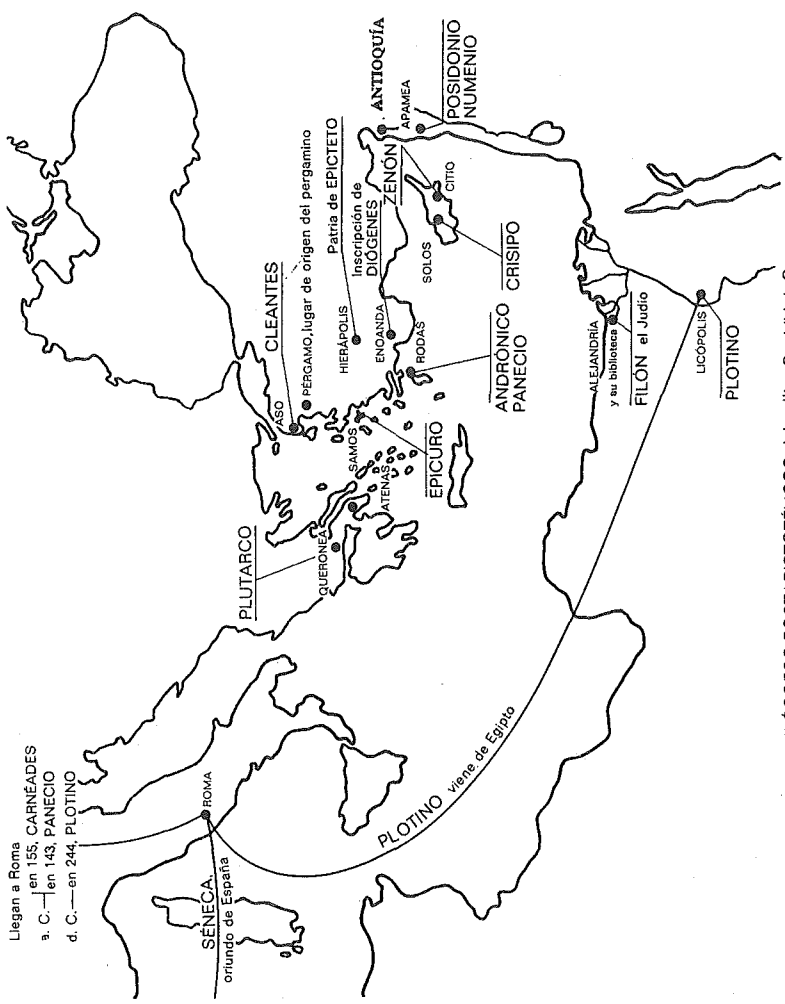 Llegan a Roma
a. C. en 155, CARNÉADES
en 143, PANECIO
d. C. — en 244, PLOTINO
ROMA
SÉNECA,
oriundo de España
PLOTINO viene de Egipto
PLUTARCO
QUERONEA
ATENAS
SAMOS
EPICURO
ASO
CLEANTES
PÉRGAMO, lugar de origen del pergamino
HIERÁPOLIS
Patria de EPICTETO
ENOANDA
Inscripción de
DIÓGENES
RODAS
ANDRÓNICO
PANECIO
SOLOS
CRISIPO
CITIO
ZENÓN
ANTIOQUÍA
APAMEA
POSIDONIO
NUMENIO
ALEJANDRÍA
y su biblioteca
FILÓN el Judío
LICÓPOLIS
PLOTINO